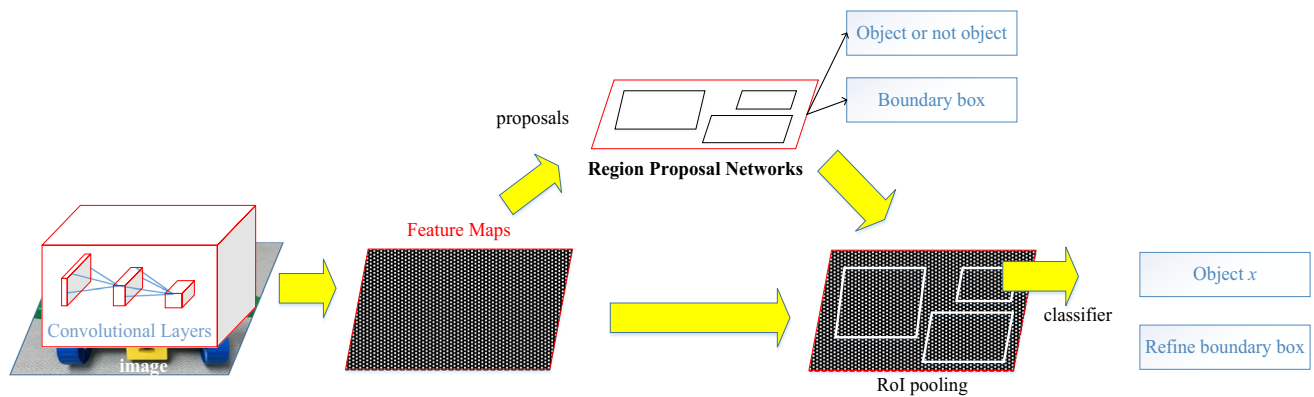 Object or not object
Boundary box
proposals
Region Proposal Networks
Feature Maps
Convolutional Layers
image
Object x
classifier
Refine boundary box
RoI pooling